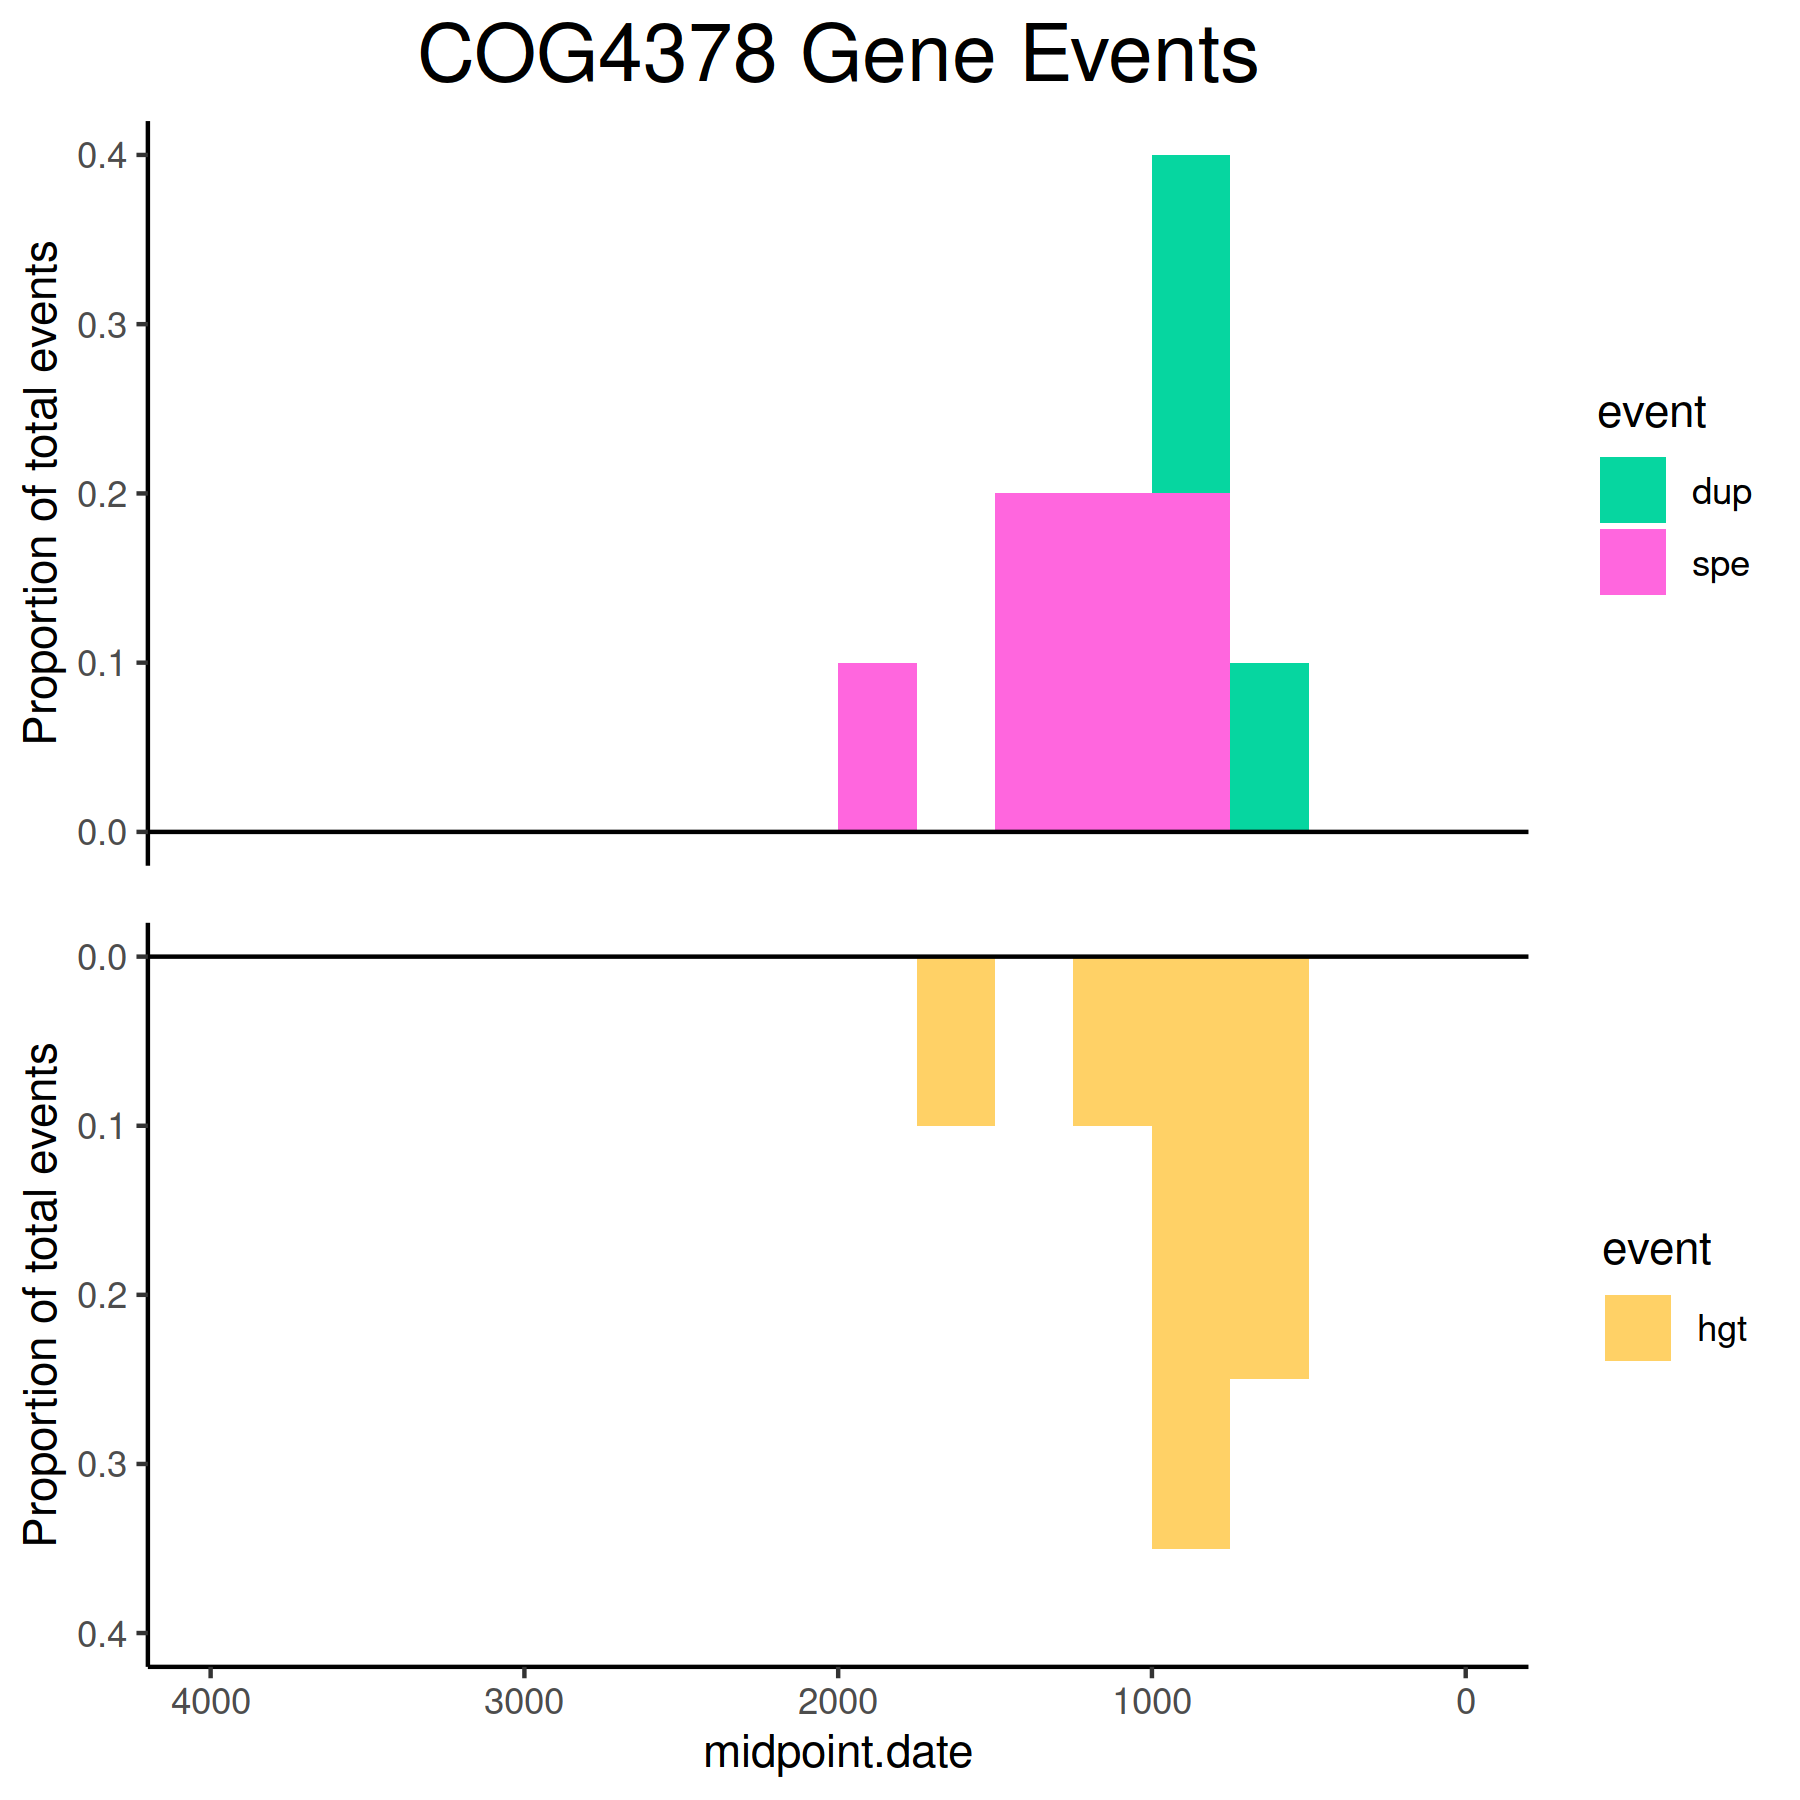 COG4378 Gene Events
Proportion of total events
0.4
0.3
0.2
0.1
0.0
event
dup
spe
Proportion of total events
0.0
0.1
0.2
0.3
0.4
event
hgt
4000 3000 2000 1000 0
midpoint.date